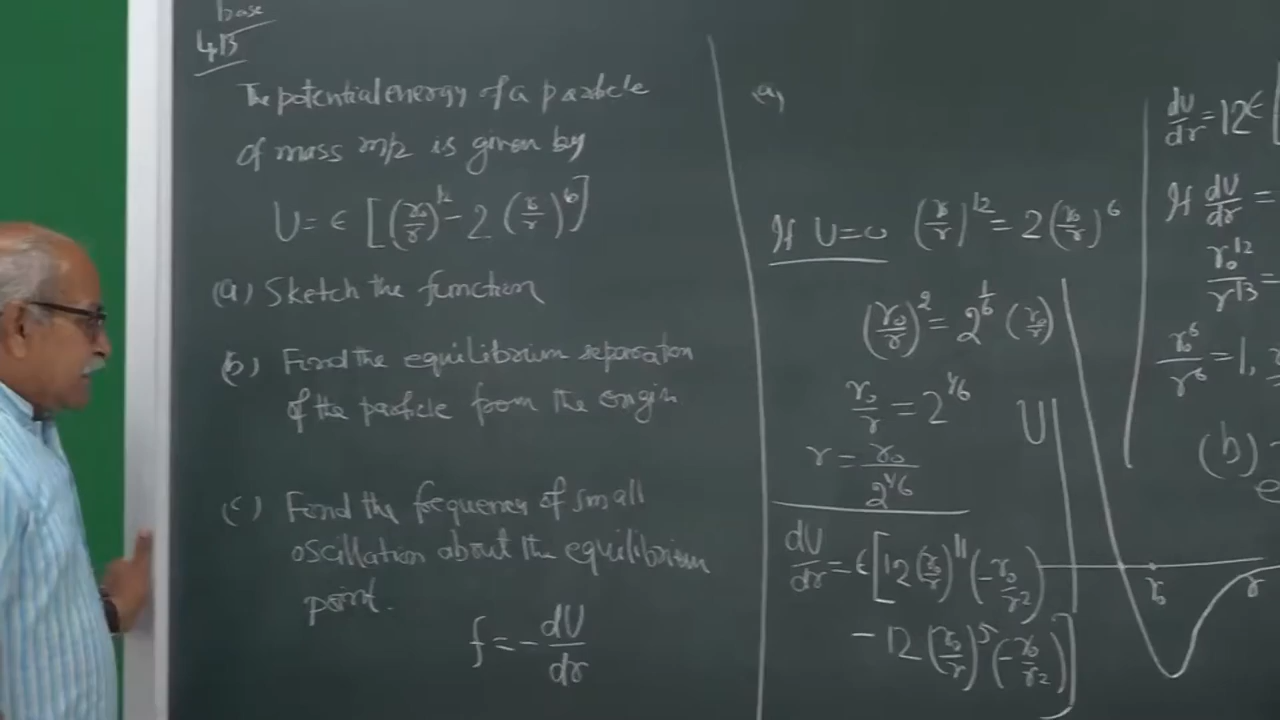 base
4B
The potential energy of a particle
of mass m/2 is given by
U = ε [(r₀/r)¹² - 2 (r₀/r)⁶]
(a) Sketch the function
(b) Find the equilibrium separation
of the particle from the origin
(c) Find the frequency of small
oscillation about the equilibrium
point.
f = - dU/dr
(a)
If U = 0 (r₀/r)¹² = 2 (r₀/r)⁶
(r₀/r)² = 2^(1/6) (r₀/r)
r₀/r = 2^(1/6)
r = r₀/2^(1/6)
dU/dr = ε [12 (r₀/r)¹¹ (-r₀/r²)
- 12 (r₀/r)⁵ (-r₀/r²)]
U
r₀
r
dU/dr = 12ε [
If dU/dr =
r₀¹²/r¹³ =
r₀⁶/r⁶ = 1,
(b)